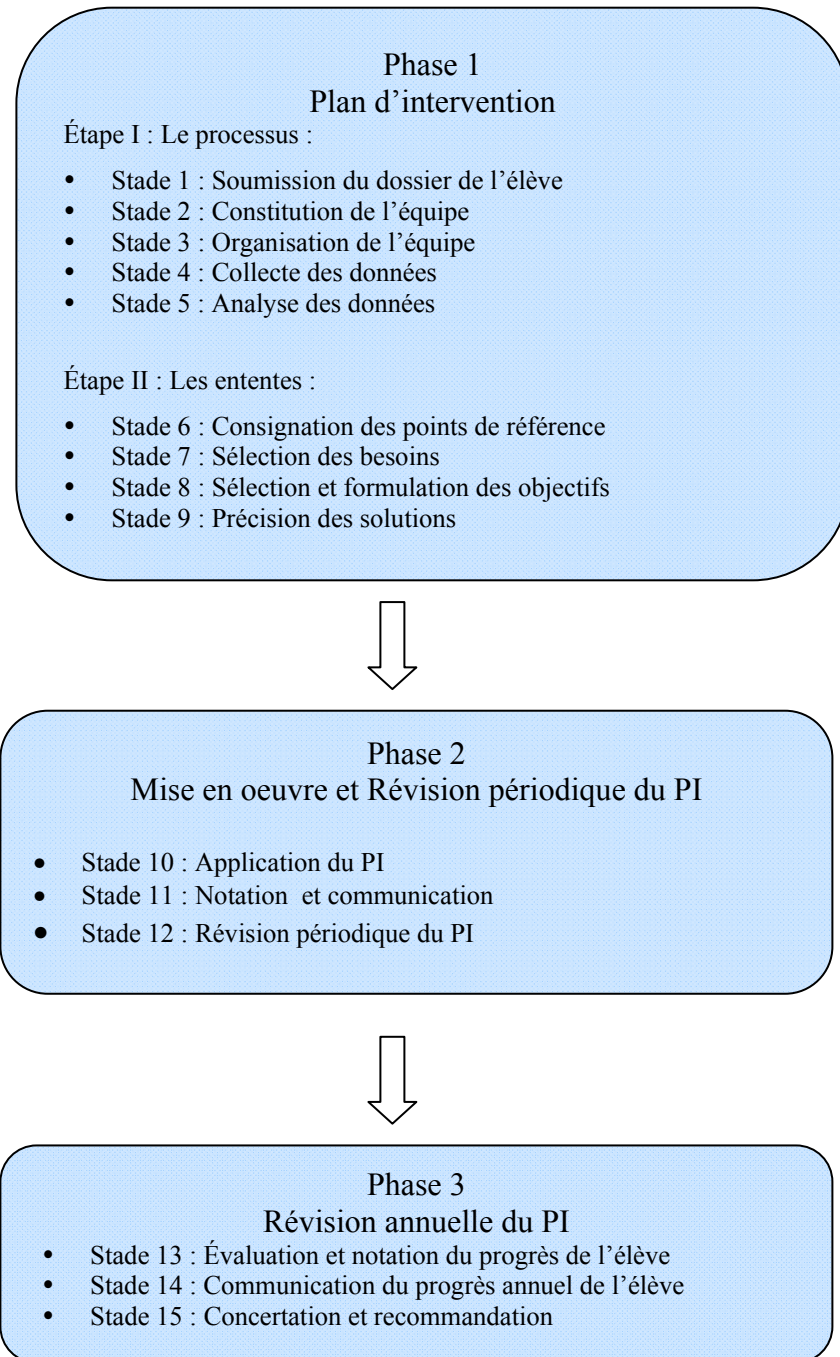 Phase 1
Plan d’intervention
Étape I : Le processus :
• Stade 1 : Soumission du dossier de l’élève
• Stade 2 : Constitution de l’équipe
• Stade 3 : Organisation de l’équipe
• Stade 4 : Collecte des données
• Stade 5 : Analyse des données
Étape II : Les ententes :
• Stade 6 : Consignation des points de référence
• Stade 7 : Sélection des besoins
• Stade 8 : Sélection et formulation des objectifs
• Stade 9 : Précision des solutions
Phase 2
Mise en oeuvre et Révision périodique du PI
• Stade 10 : Application du PI
• Stade 11 : Notation et communication
• Stade 12 : Révision périodique du PI
Phase 3
Révision annuelle du PI
• Stade 13 : Évaluation et notation du progrès de l’élève
• Stade 14 : Communication du progrès annuel de l’élève
• Stade 15 : Concertation et recommandation